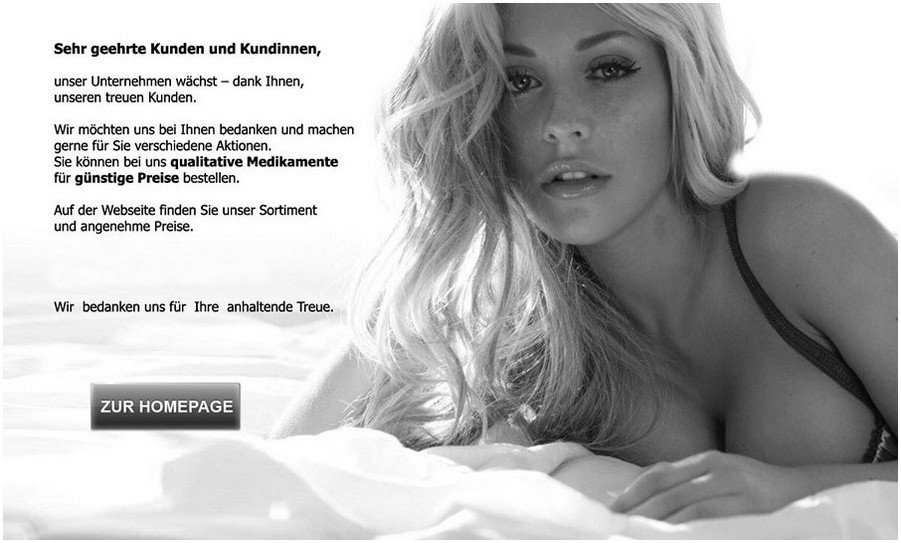 Sehr geehrte Kunden und Kundinnen,
unser Unternehmen wächst – dank Ihnen,
unseren treuen Kunden.
Wir möchten uns bei Ihnen bedanken und machen
gerne für Sie verschiedene Aktionen.
Sie können bei uns qualitative Medikamente
für günstige Preise bestellen.
Auf der Webseite finden Sie unser Sortiment
und angenehme Preise.
Wir bedanken uns für Ihre anhaltende Treue.
ZUR HOMEPAGE